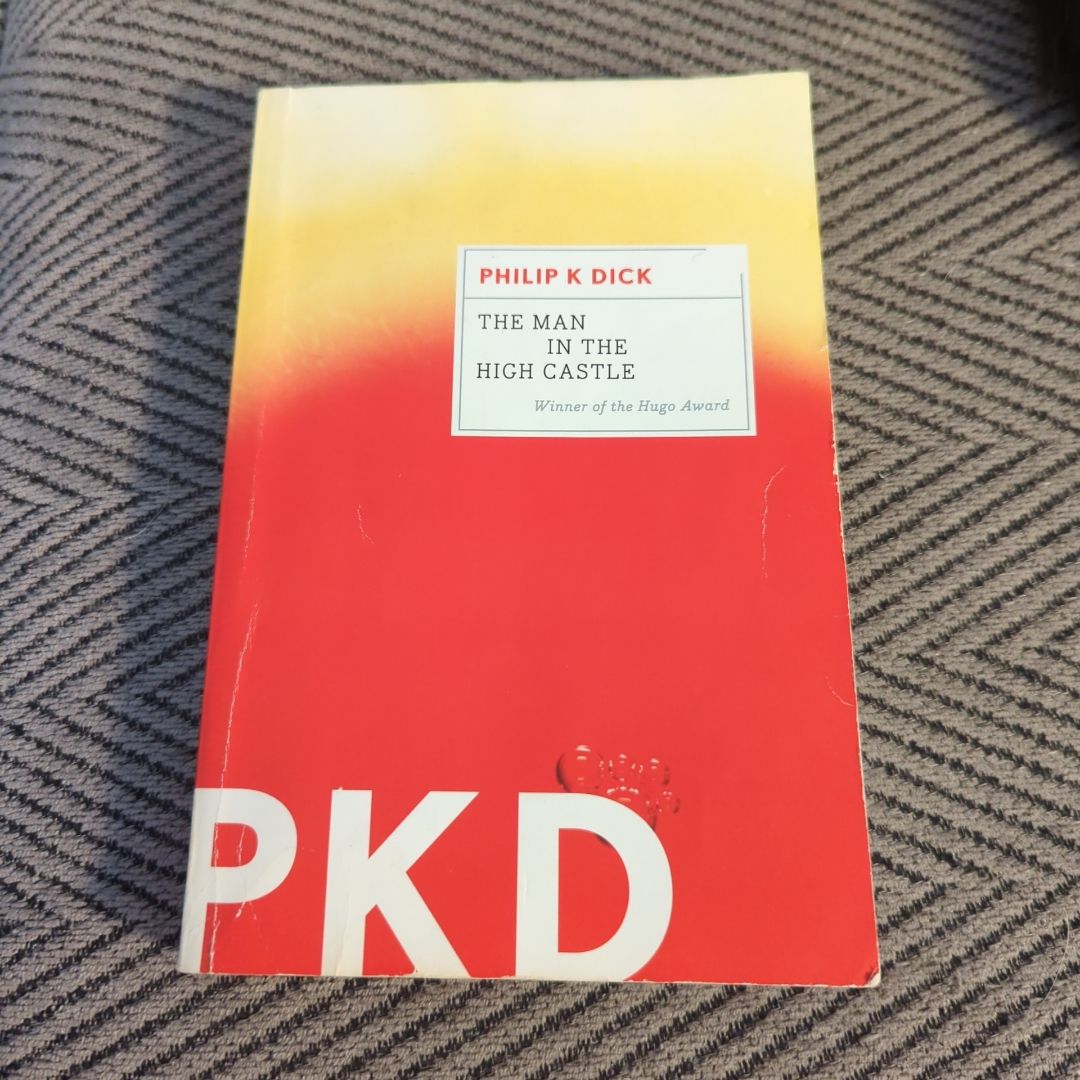 PHILIP K DICK
THE MAN
IN THE
HIGH CASTLE
Winner of the Hugo Award
PKD